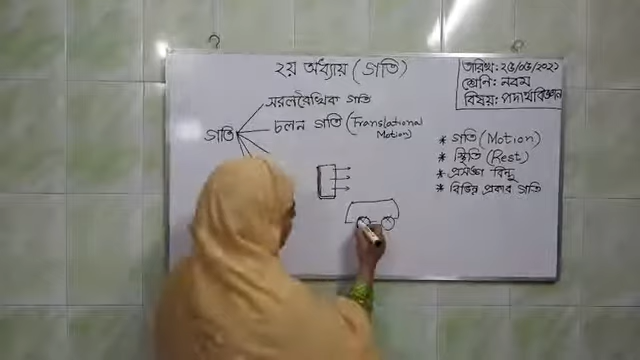 ২য় অধ্যায় (গতি)
তারিখ: ২৫/০৫/২০২১
শ্রেণি: নবম
বিষয়: পদার্থবিজ্ঞান
সরলরৈখিক গতি
গতি
চলন গতি (Translational Motion)
* গতি (Motion)
* স্থিতি (Rest)
* প্রসঙ্গ বিন্দু
* বিভিন্ন প্রকার গতি